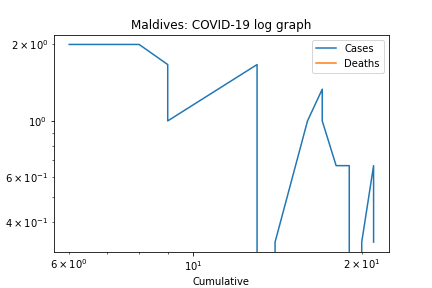 Maldives: COVID-19 log graph
Cases
Deaths
2 × 10⁰
10⁰
6 × 10⁻¹
4 × 10⁻¹
6 × 10⁰
10¹
2 × 10¹
Cumulative